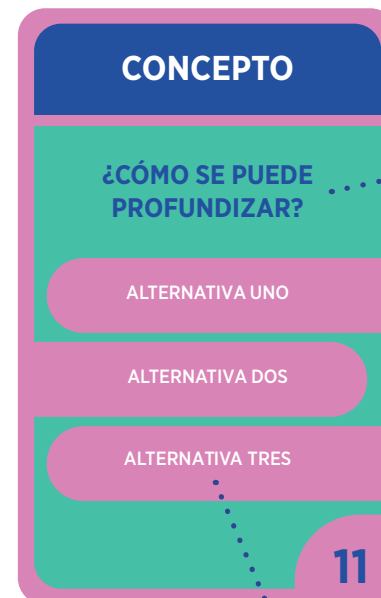 CONCEPTO
¿CÓMO SE PUEDE
PROFUNDIZAR?
ALTERNATIVA UNO
ALTERNATIVA DOS
ALTERNATIVA TRES
11